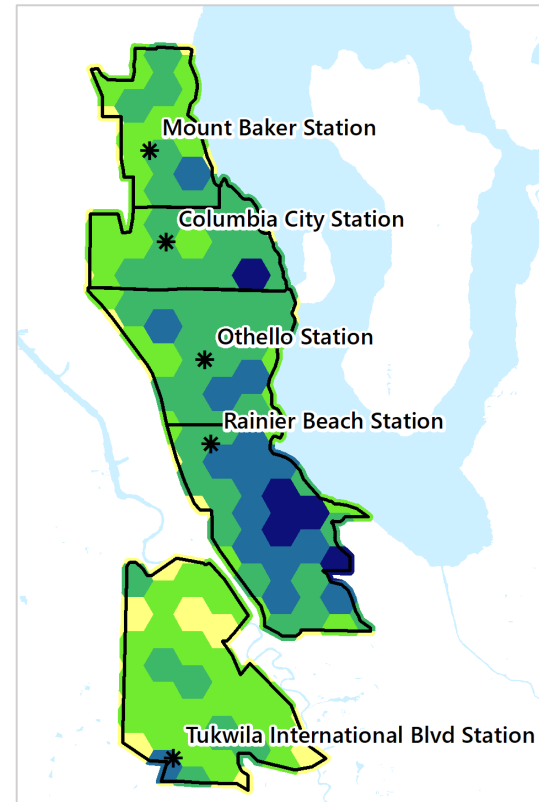 Mount Baker Station
Columbia City Station
Othello Station
Rainier Beach Station
Tukwila International Blvd Station